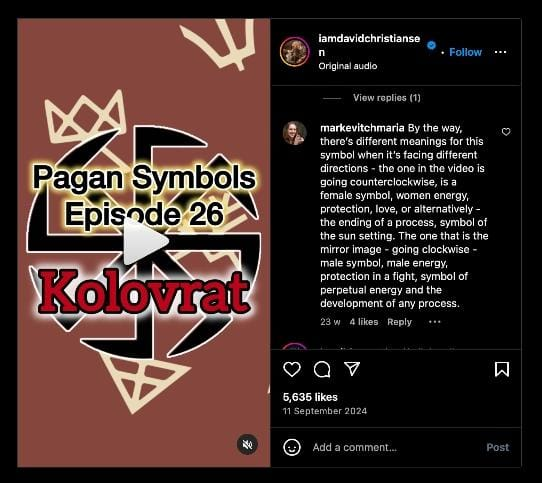 Pagan Symbols
Episode 26
Kolovrat
iamdavidchristianse
n
• Follow
Original audio
View replies (1)
markevitchmaria By the way,
there's different meanings for this
symbol when it's facing different
directions - the one in the video is
going counterclockwise, is a
female symbol, women energy,
protection, love, or alternatively -
the ending of a process, symbol of
the sun setting. The one that is the
mirror image - going clockwise -
male symbol, male energy,
protection in a fight, symbol of
perpetual energy and the
development of any process.
23 w 4 likes Reply
5,635 likes
11 September 2024
Add a comment...
Post